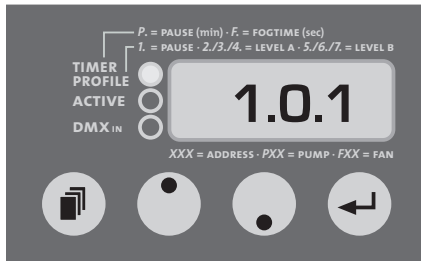 P. = PAUSE (min) · F. = FOGTIME (sec)
1. = PAUSE · 2./3./4. = LEVEL A · 5./6./7. = LEVEL B
TIMER
PROFILE
ACTIVE
DMX IN
1.0.1
XXX = ADDRESS · PXX = PUMP · FXX = FAN